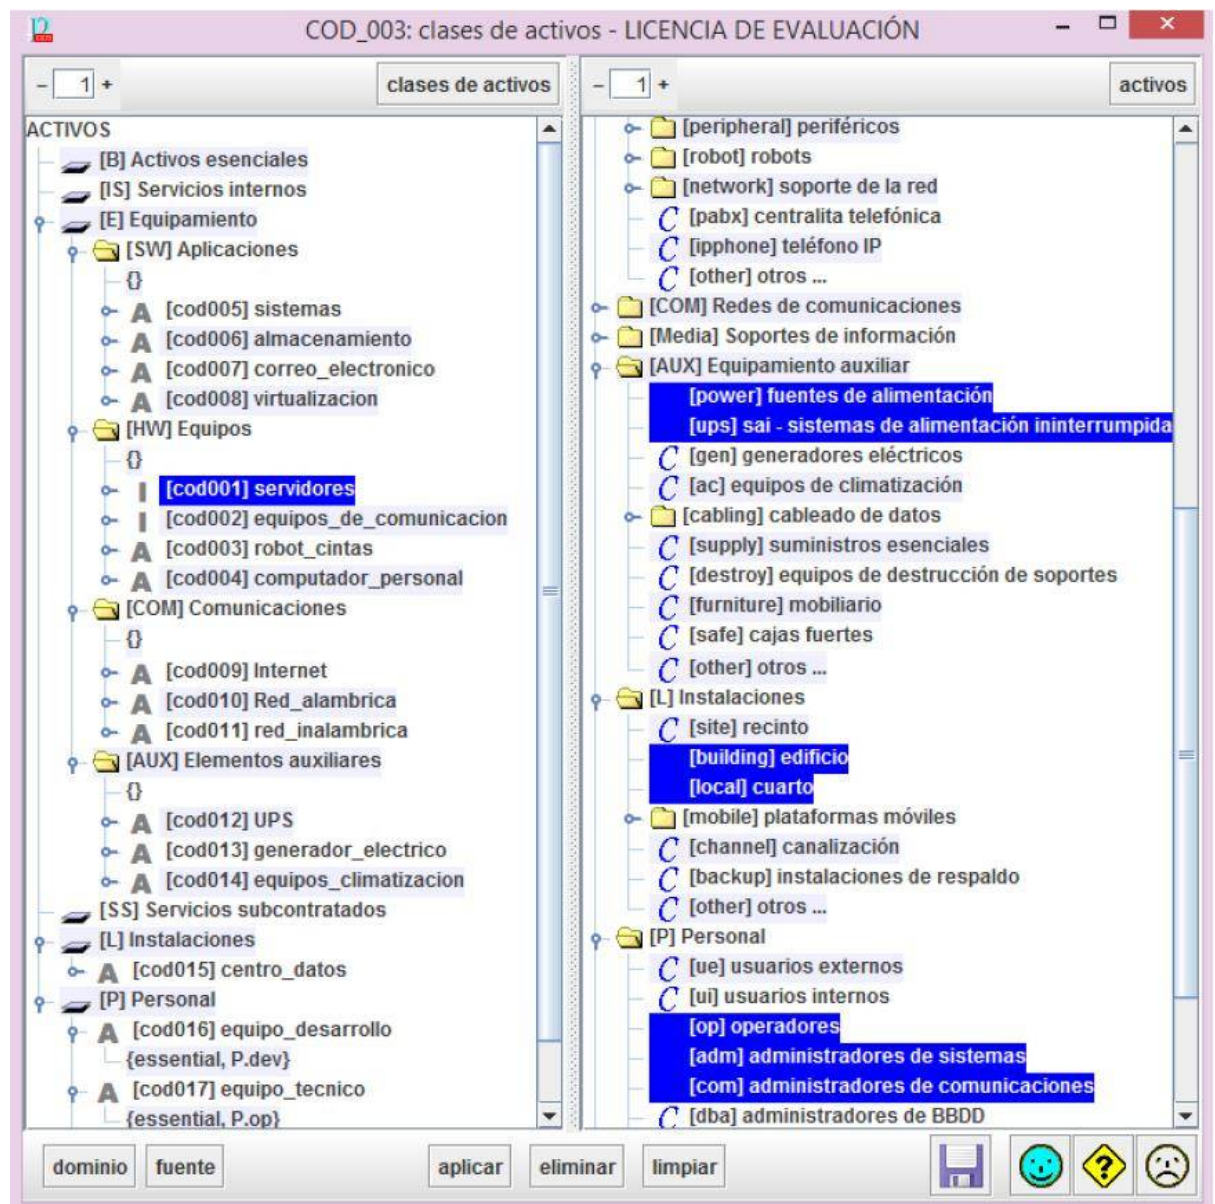 COD_003: clases de activos - LICENCIA DE EVALUACIÓN
- 1 +
clases de activos
ACTIVOS
[B] Activos esenciales
[IS] Servicios internos
[E] Equipamiento
[SW] Aplicaciones
{}
A [cod005] sistemas
A [cod006] almacenamiento
A [cod007] correo_electronico
A [cod008] virtualizacion
[HW] Equipos
{}
I [cod001] servidores
I [cod002] equipos_de_comunicacion
A [cod003] robot_cintas
A [cod004] computador_personal
[COM] Comunicaciones
{}
A [cod009] Internet
A [cod010] Red_alambrica
A [cod011] red_inalambrica
[AUX] Elementos auxiliares
{}
A [cod012] UPS
A [cod013] generador_electrico
A [cod014] equipos_climatizacion
[SS] Servicios subcontratados
[L] Instalaciones
A [cod015] centro_datos
[P] Personal
A [cod016] equipo_desarrollo
{essential, P.dev}
A [cod017] equipo_tecnico
{essential, P.op}
- 1 +
activos
[peripheral] periféricos
[robot] robots
[network] soporte de la red
C [pabx] centralita telefónica
C [ipphone] teléfono IP
C [other] otros ...
[COM] Redes de comunicaciones
[Media] Soportes de información
[AUX] Equipamiento auxiliar
[power] fuentes de alimentación
[ups] sai - sistemas de alimentación ininterrumpida
C [gen] generadores eléctricos
C [ac] equipos de climatización
[cabling] cableado de datos
C [supply] suministros esenciales
C [destroy] equipos de destrucción de soportes
C [furniture] mobiliario
C [safe] cajas fuertes
C [other] otros ...
[L] Instalaciones
C [site] recinto
[building] edificio
[local] cuarto
[mobile] plataformas móviles
C [channel] canalización
C [backup] instalaciones de respaldo
C [other] otros ...
[P] Personal
C [ue] usuarios externos
C [ui] usuarios internos
[op] operadores
[adm] administradores de sistemas
[com] administradores de comunicaciones
C [dba] administradores de BBDD
dominio fuente aplicar eliminar limpiar
?